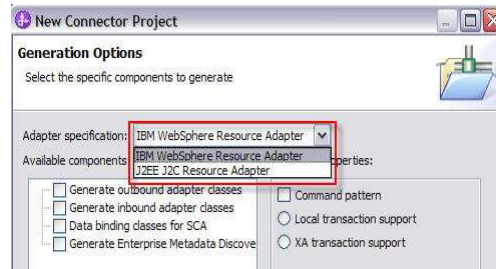 New Connector Project
Generation Options
Select the specific components to generate
Adapter specification: IBM WebSphere Resource Adapter
IBM WebSphere Resource Adapter
J2EE J2C Resource Adapter
Available components
Generate outbound adapter classes
Generate inbound adapter classes
Data binding classes for SCA
Generate Enterprise Metadata Discove
Command pattern
Local transaction support
XA transaction support